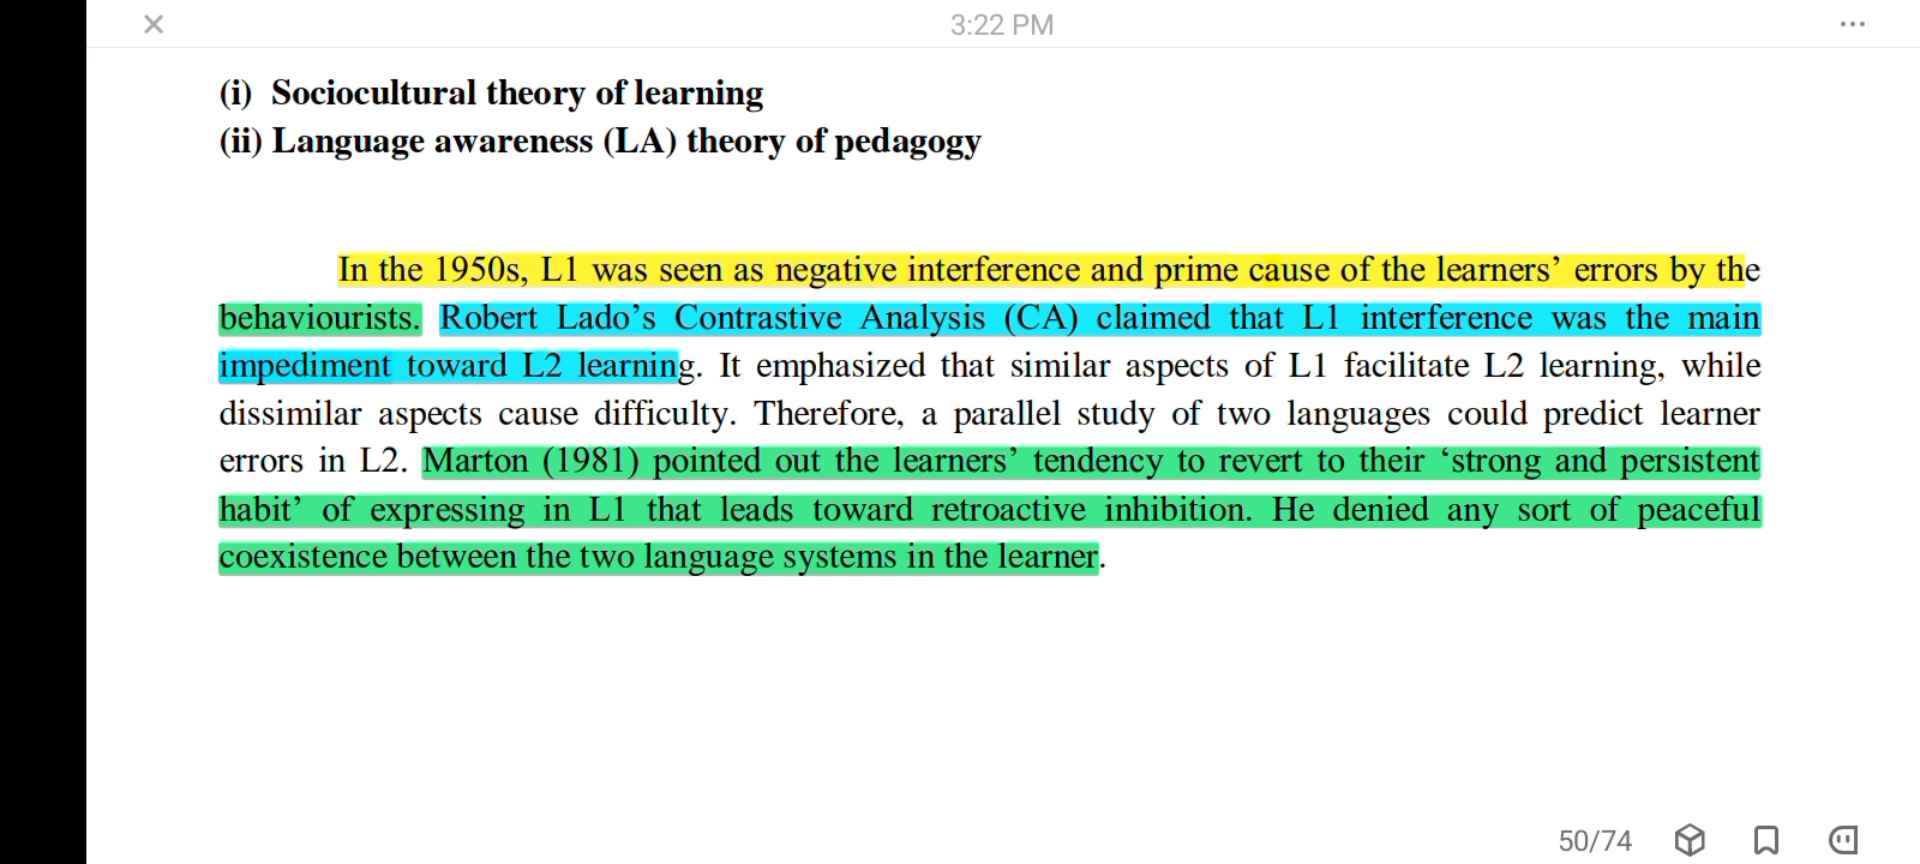 3:22 PM
(i) Sociocultural theory of learning
(ii) Language awareness (LA) theory of pedagogy
In the 1950s, L1 was seen as negative interference and prime cause of the learners’ errors by the
behaviourists. Robert Lado’s Contrastive Analysis (CA) claimed that L1 interference was the main
impediment toward L2 learning. It emphasized that similar aspects of L1 facilitate L2 learning, while
dissimilar aspects cause difficulty. Therefore, a parallel study of two languages could predict learner
errors in L2. Marton (1981) pointed out the learners’ tendency to revert to their ‘strong and persistent
habit’ of expressing in L1 that leads toward retroactive inhibition. He denied any sort of peaceful
coexistence between the two language systems in the learner.
50/74